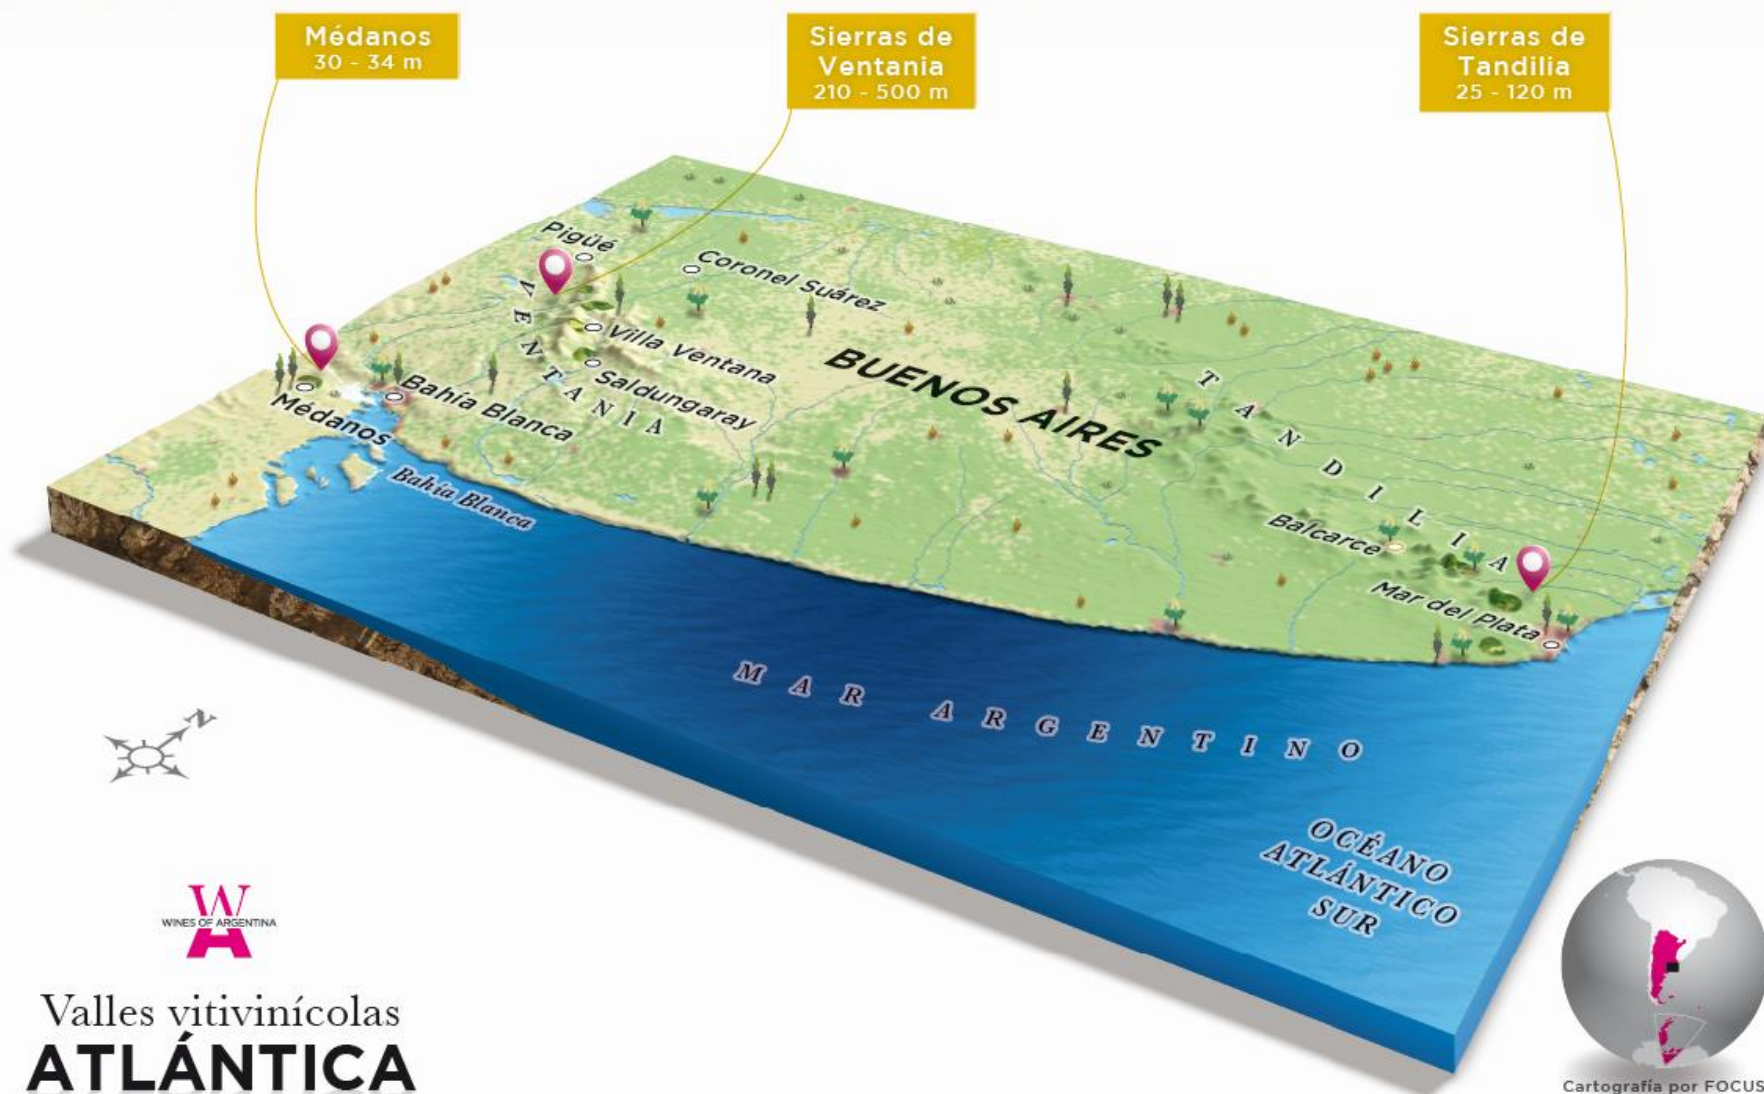 Médanos
30 - 34 m
Sierras de
Ventania
210 - 500 m
Sierras de
Tandilia
25 - 120 m
Pigüé
Coronel Suárez
VENTANÍA
Villa Ventana
Saldungaray
BUENOS AIRES
TANDILIA
Médanos
Bahía Blanca
Bahía Blanca
Balcarce
Mar del Plata
MAR ARGENTINO
OCÉANO
ATLÁNTICO
SUR
N
WA
WINES OF ARGENTINA
Valles vitivinícolas
ATLÁNTICA
Cartografía por FOCUS